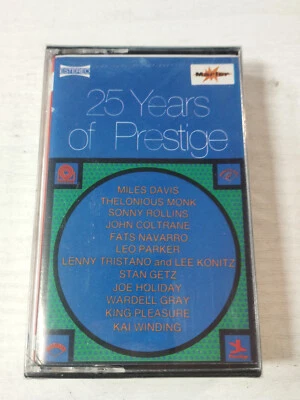 STEREO
25 Years
of Prestige
MILES DAVIS
THELONIOUS MONK
SONNY ROLLINS
JOHN COLTRANE
FATS NAVARRO
LEO PARKER
LENNY TRISTANO and LEE KONITZ
STAN GETZ
JOE HOLIDAY
WARDELL GRAY
KING PLEASURE
KAI WINDING